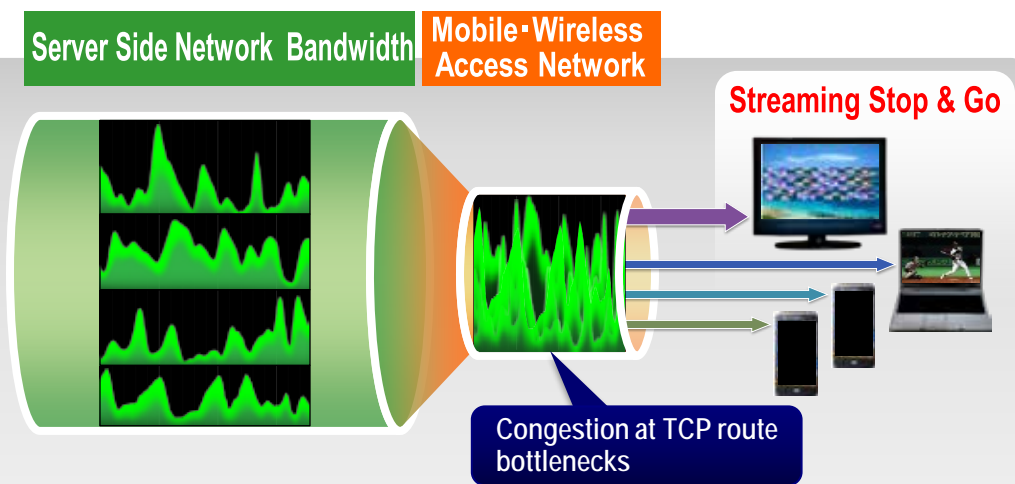 Server Side Network Bandwidth
Mobile・Wireless
Access Network
Streaming Stop & Go
Congestion at TCP route
bottlenecks